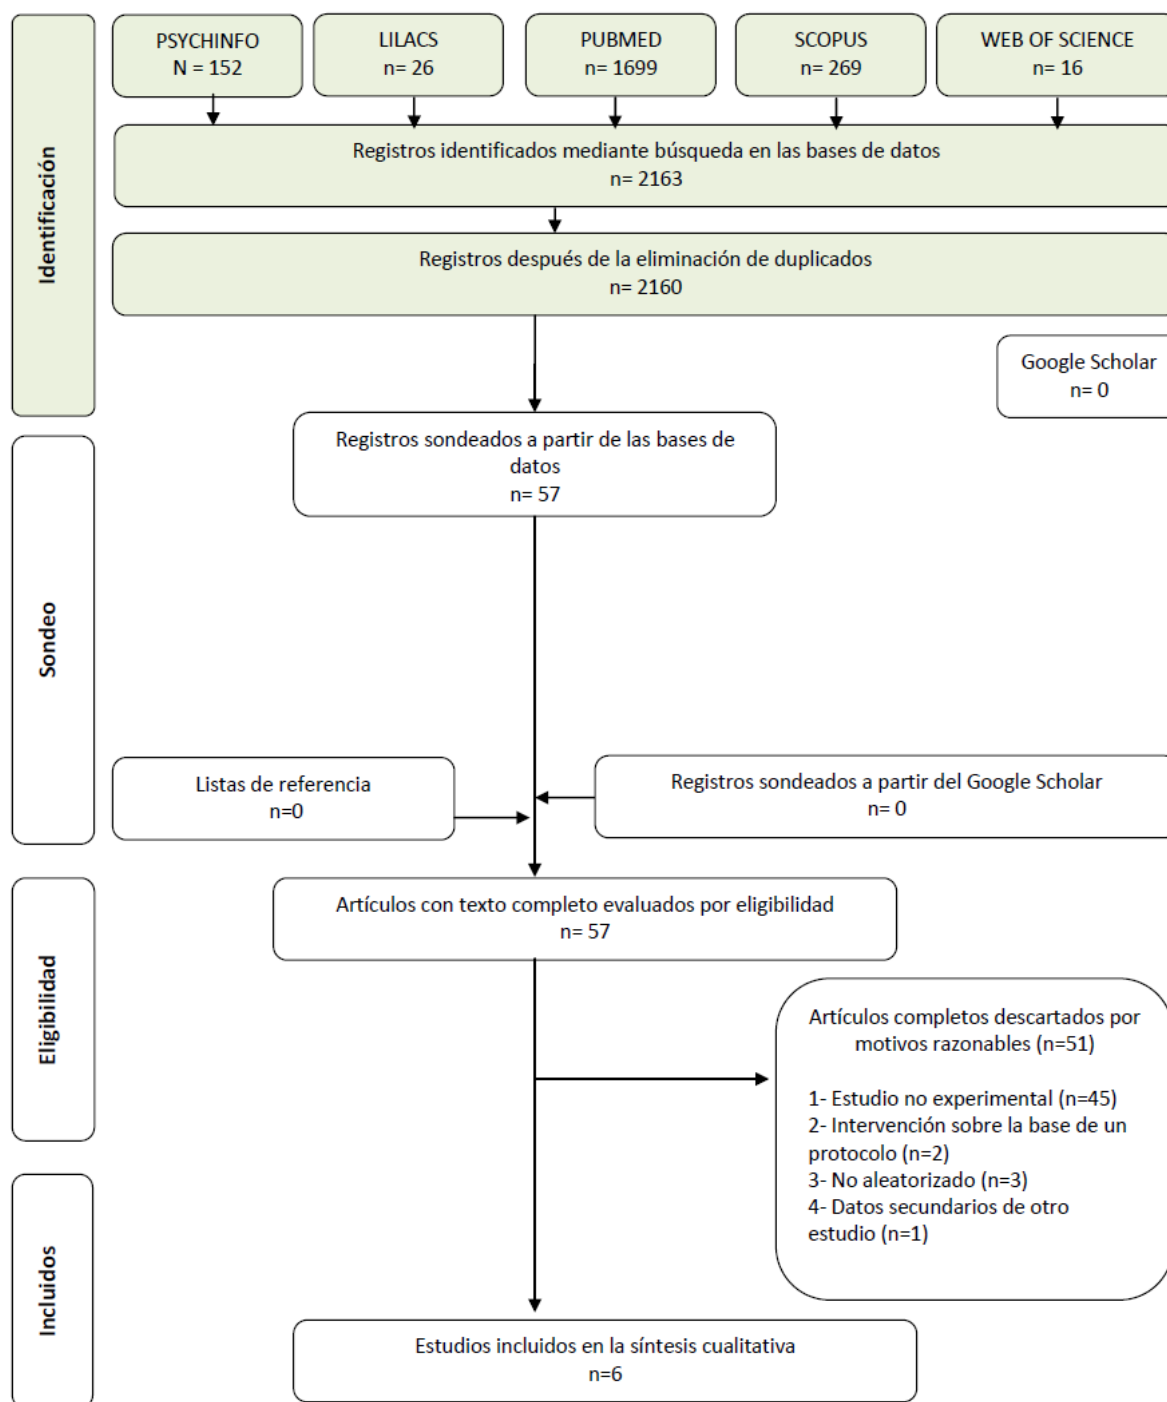 PSYCHINFO
N = 152
LILACS
n= 26
PUBMED
n= 1699
SCOPUS
n= 269
WEB OF SCIENCE
n= 16
Identificación
Registros identificados mediante búsqueda en las bases de datos
n= 2163
Registros después de la eliminación de duplicados
n= 2160
Google Scholar
n= 0
Sondeo
Registros sondeados a partir de las bases de
datos
n= 57
Listas de referencia
n=0
Registros sondeados a partir del Google Scholar
n= 0
Eligibilidad
Artículos con texto completo evaluados por eligibilidad
n= 57
Artículos completos descartados por
motivos razonables (n=51)
1- Estudio no experimental (n=45)
2- Intervención sobre la base de un
protocolo (n=2)
3- No aleatorizado (n=3)
4- Datos secundarios de otro
estudio (n=1)
Incluidos
Estudios incluidos en la síntesis cualitativa
n=6